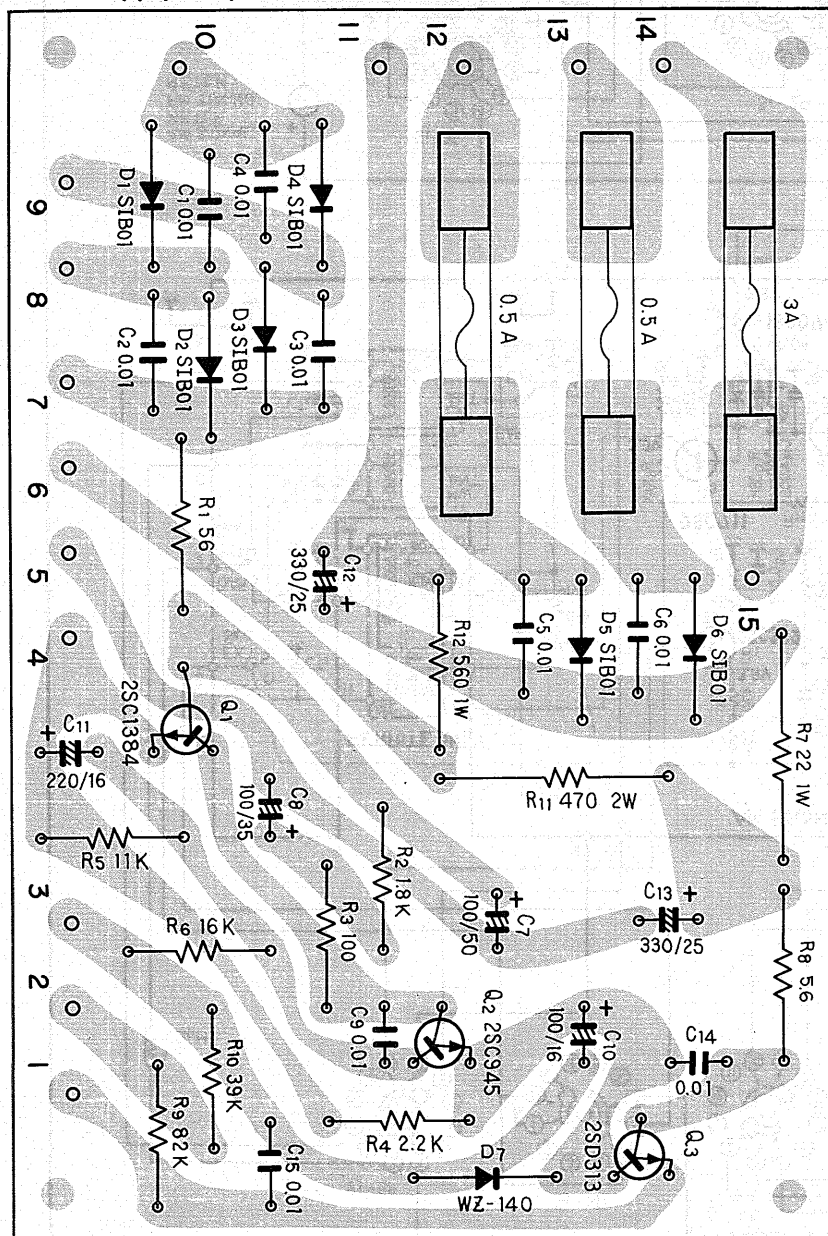 10
11
12
13
14
9
8
7
6
5
4
3
2
1
15
D1 SIB01
C1 0.01
C4 0.01
D4 SIB01
C2 0.01
D2 SIB01
D3 SIB01
C3 0.01
0.5 A
0.5 A
3A
R1 56
C12
330/25
+
R12 560 1W
C5 0.01
D5 SIB01
C6 0.01
D6 SIB01
Q1
2SC1384
+
C11
220/16
C8
100/35
+
R11 470 2W
R7 22 1W
R5 11K
R2 1.8K
R3 100
R6 16K
+
C7
100/50
C13
+
330/25
R8 5.6
R10 39K
R9 82K
C9 0.01
Q2 2SC945
+
C10
100/16
C14
0.01
C15 0.01
R4 2.2K
D7
WZ-140
2SD313
Q3